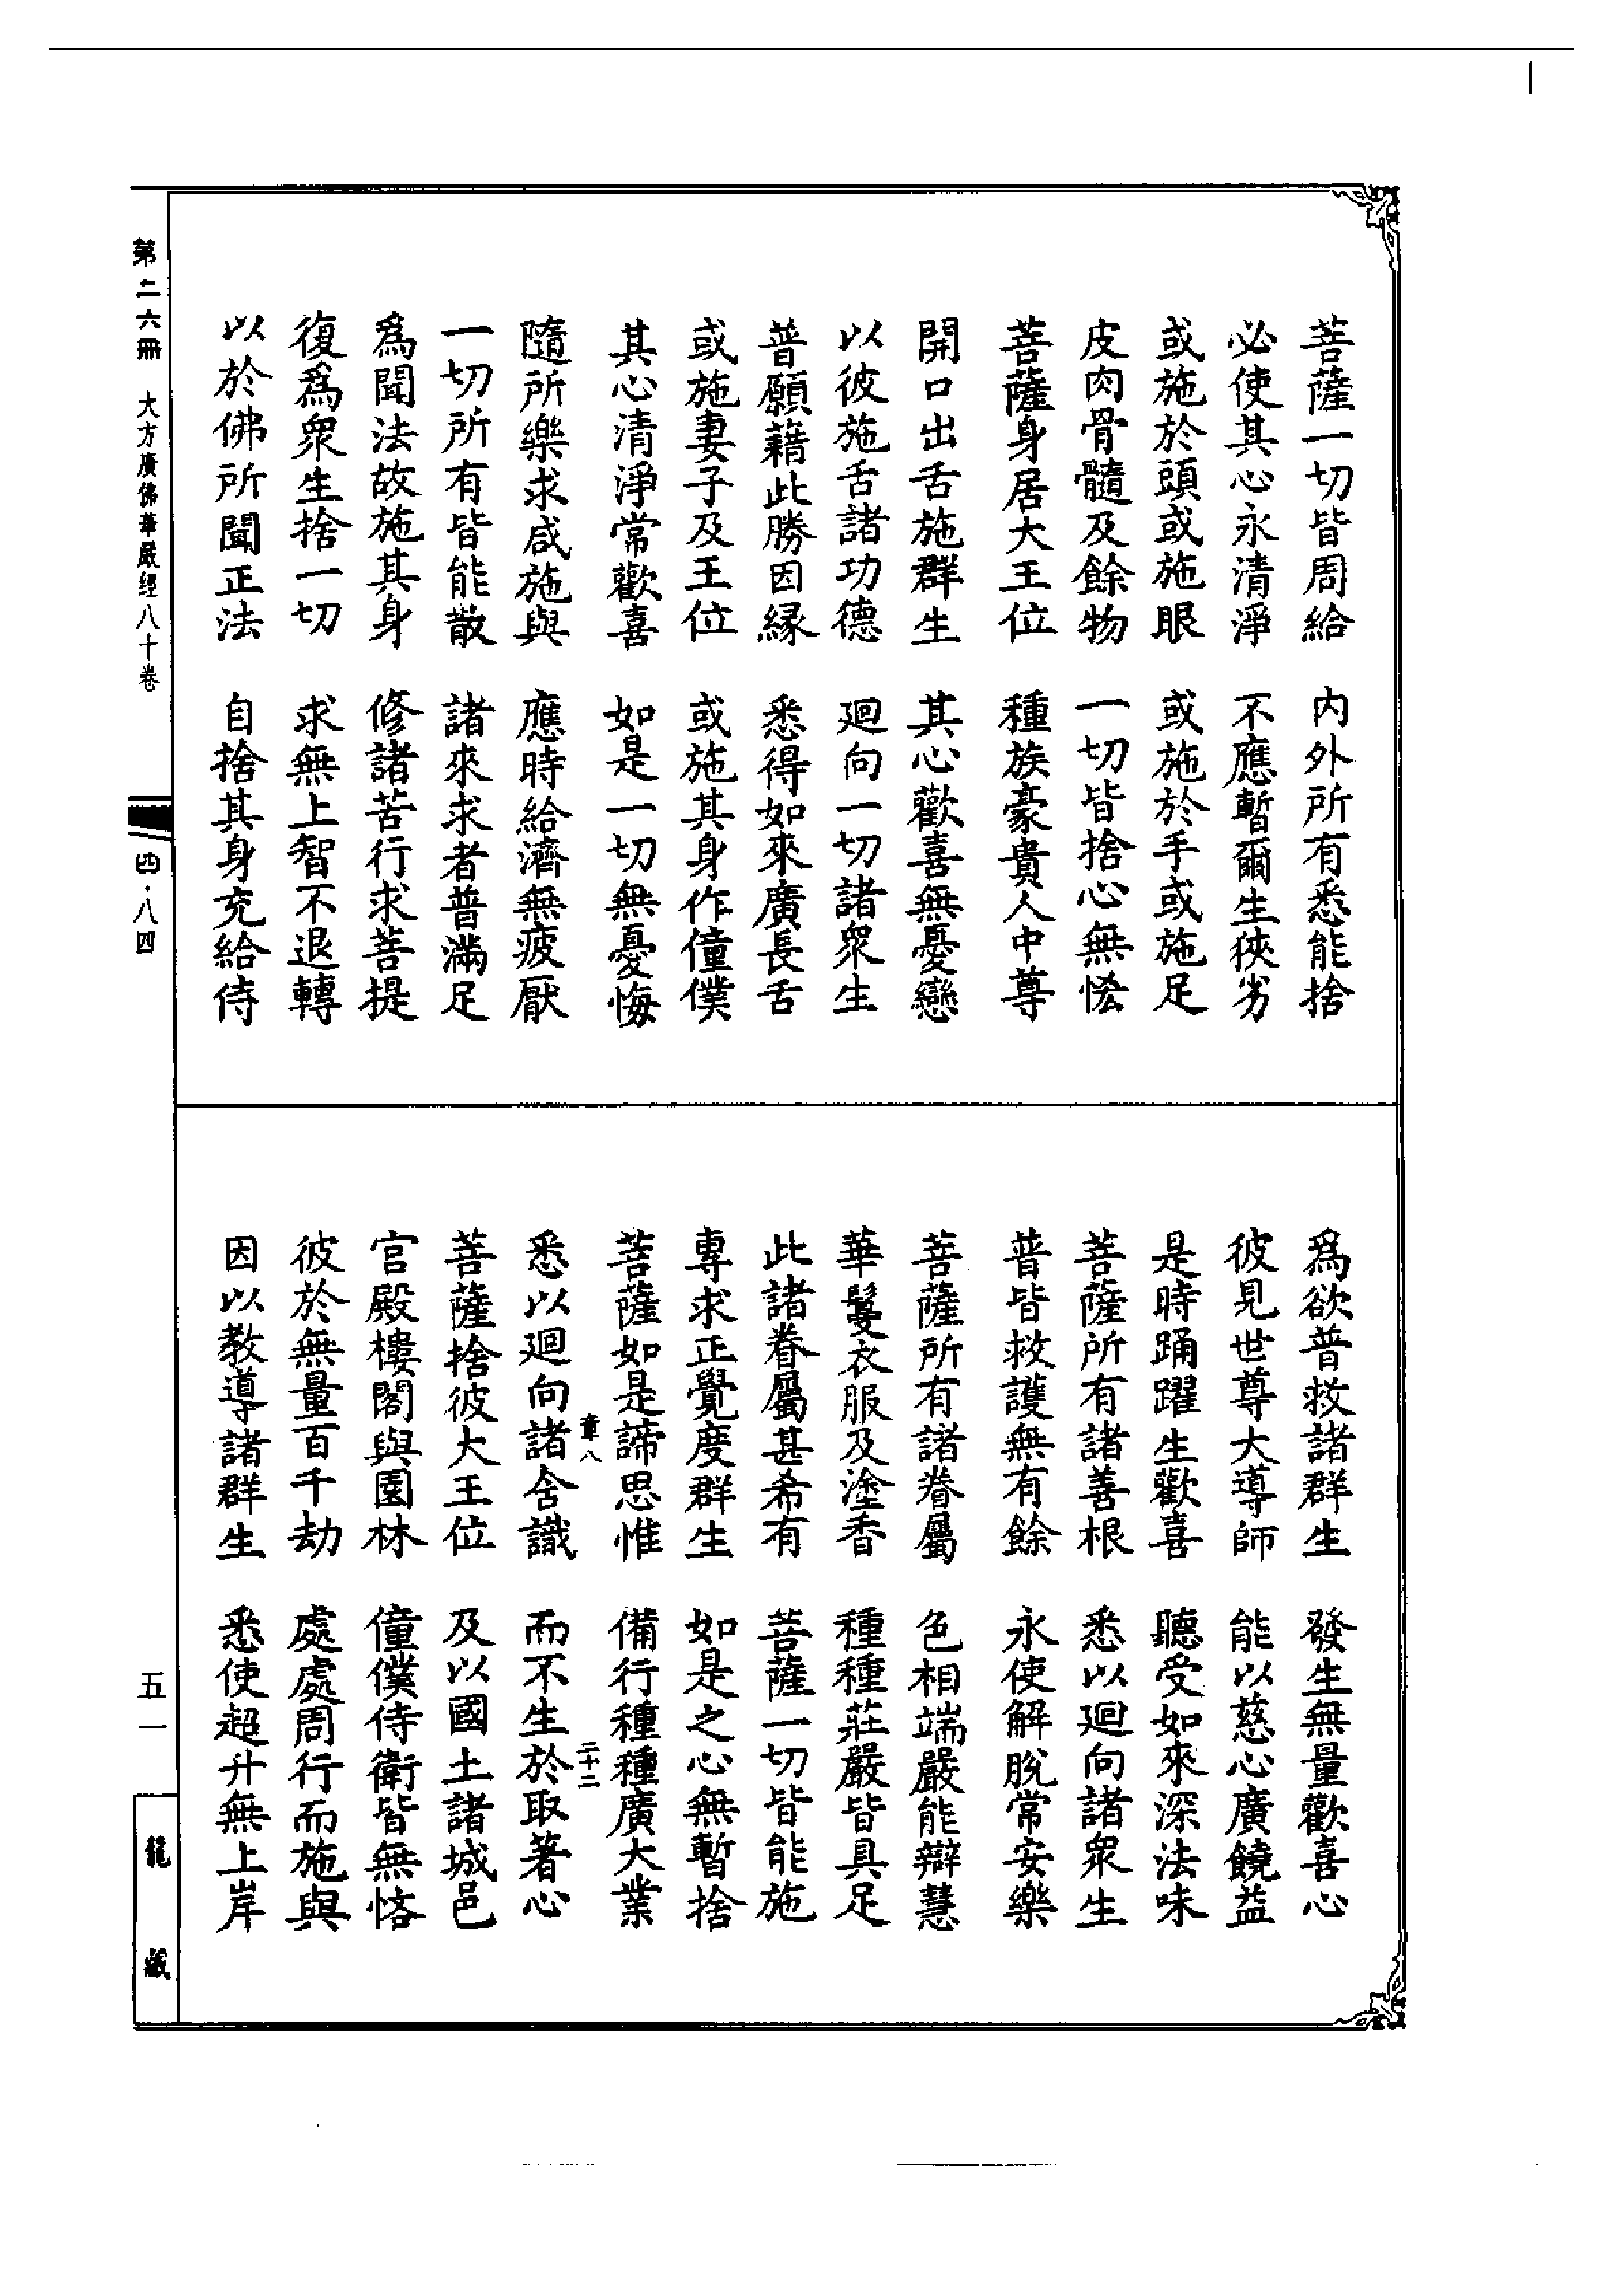 菩薩一切皆周給　內外所有悉能捨
必使其心永清淨　不應暫爾生狹劣
或施於頭或施眼　或施於手或施足
皮肉骨髓及餘物　一切皆捨心無悋
菩薩身居大王位　種族豪貴人中尊
開口出舌施群生　其心歡喜無憂戀
以彼施舌諸功德　廻向一切諸衆生
普願藉此勝因縁　悉得如來廣長舌
或施妻子及王位　或施其身作僮僕
其心清淨常歡喜　如是一切無憂悔
隨所樂求咸施與　應時給濟無疲厭
一切所有皆能散　諸來求者普滿足
爲聞法故施其身　修諸苦行求菩提
復爲衆生捨一切　求無上智不退轉
以於佛所聞正法　自捨其身充給侍
爲欲普救諸群生　發生無量歡喜心
彼見世尊大導師　能以慈心廣饒益
是時踊躍生歡喜　聽受如來深法味
菩薩所有諸善根　悉以廻向諸衆生
普皆救護無有餘　永使解脫常安樂
菩薩所有諸眷屬　色相端嚴能辯慧
華鬘衣服及塗香　種種莊嚴皆具足
此諸眷屬甚希有　菩薩一切皆能施
專求正覺度群生　如是之心無暫捨
菩薩如是諦思惟　備行種種廣大業
章八　二十二
悉以廻向諸含識　而不生於取著心
菩薩捨彼大王位　及以國土諸城邑
宮殿樓閣與園林　僮僕侍衛皆無悋
彼於無量百千劫　處處周行而施與
因以教導諸群生　悉使超升無上岸
第二六冊　大方廣佛華嚴經八十卷　四·八四　五一　龍藏